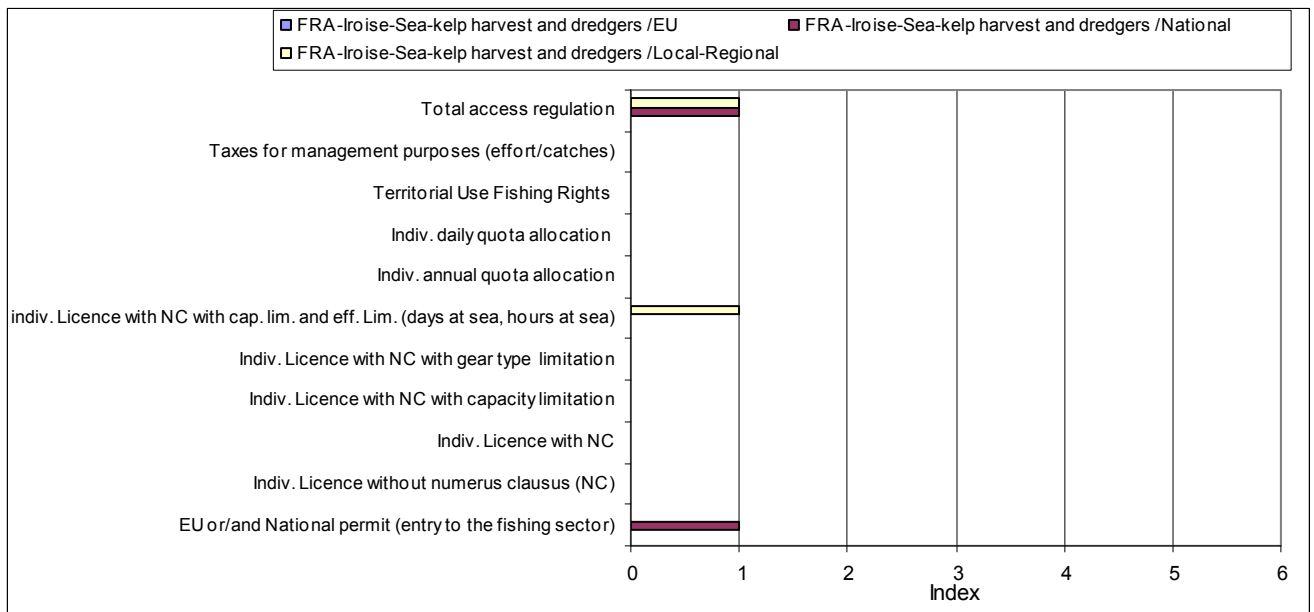 FRA-Iroise-Sea-kelp harvest and dredgers /EU
FRA-Iroise-Sea-kelp harvest and dredgers /National
FRA-Iroise-Sea-kelp harvest and dredgers /Local-Regional
Total access regulation
Taxes for management purposes (effort/catches)
Territorial Use Fishing Rights
Indiv. daily quota allocation
Indiv. annual quota allocation
indiv. Licence with NC with cap. lim. and eff. Lim. (days at sea, hours at sea)
Indiv. Licence with NC with gear type limitation
Indiv. Licence with NC with capacity limitation
Indiv. Licence with NC
Indiv. Licence without numerus clausus (NC)
EU or/and National permit (entry to the fishing sector)
0 1 2 3 4 5 6
Index